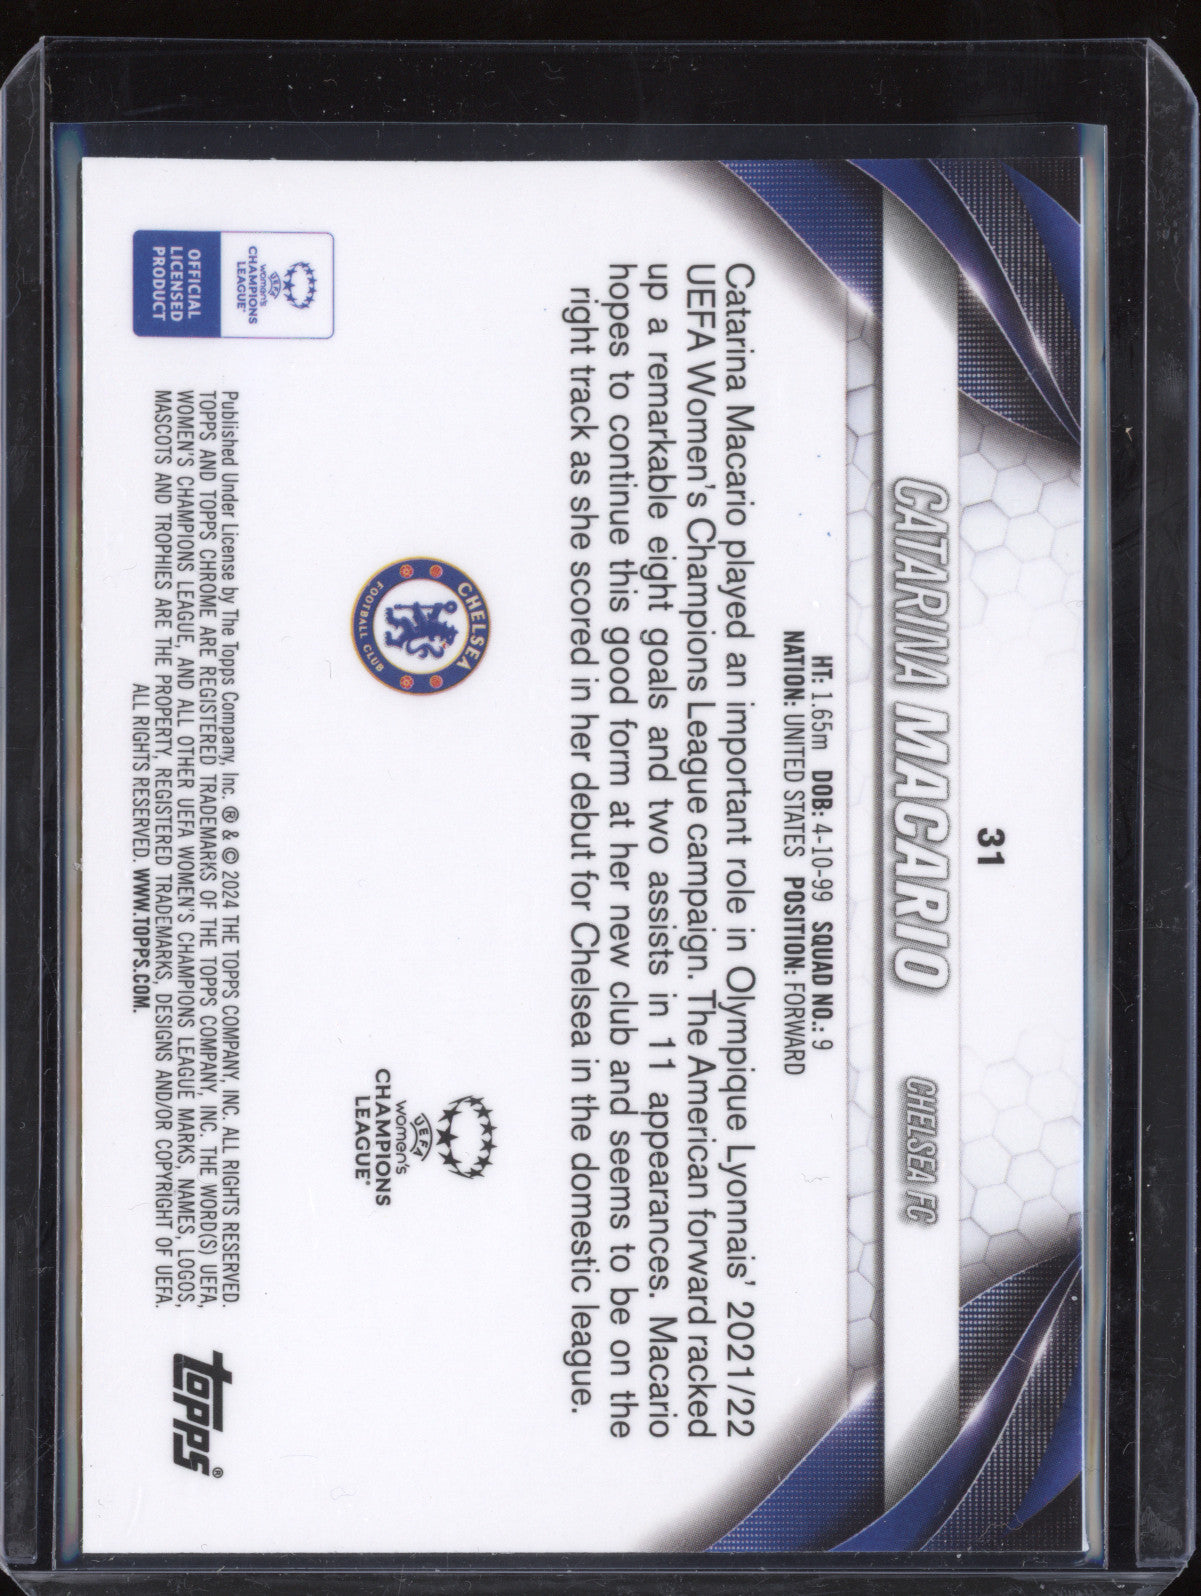 31
CATARINA MACARIO CHELSEA FC
HT: 1.65m DOB: 4-10-99 SQUAD NO.: 9
NATION: UNITED STATES POSITION: FORWARD
Catarina Macario played an important role in Olympique Lyonnais' 2021/22
UEFA Women's Champions League campaign. The American forward racked
up a remarkable eight goals and two assists in 11 appearances. Macario
hopes to continue this good form at her new club and seems to be on the
right track as she scored in her debut for Chelsea in the domestic league.
CHELSEA
FOOTBALL CLUB
UEFA
women's
CHAMPIONS
LEAGUE®
UEFA
women's
CHAMPIONS
LEAGUE®
OFFICIAL
LICENSED
PRODUCT
Published Under License by The Topps Company, Inc. ® & © 2024 THE TOPPS COMPANY, INC. ALL RIGHTS RESERVED.
TOPPS AND TOPPS CHROME ARE REGISTERED TRADEMARKS OF THE TOPPS COMPANY, INC. THE WORD(S) UEFA,
WOMEN'S CHAMPIONS LEAGUE, AND ALL OTHER UEFA WOMEN'S CHAMPIONS LEAGUE MARKS, NAMES, LOGOS,
MASCOTS AND TROPHIES ARE THE PROPERTY, REGISTERED TRADEMARKS, DESIGNS AND/OR COPYRIGHT OF UEFA.
ALL RIGHTS RESERVED. WWW.TOPPS.COM.
topps®